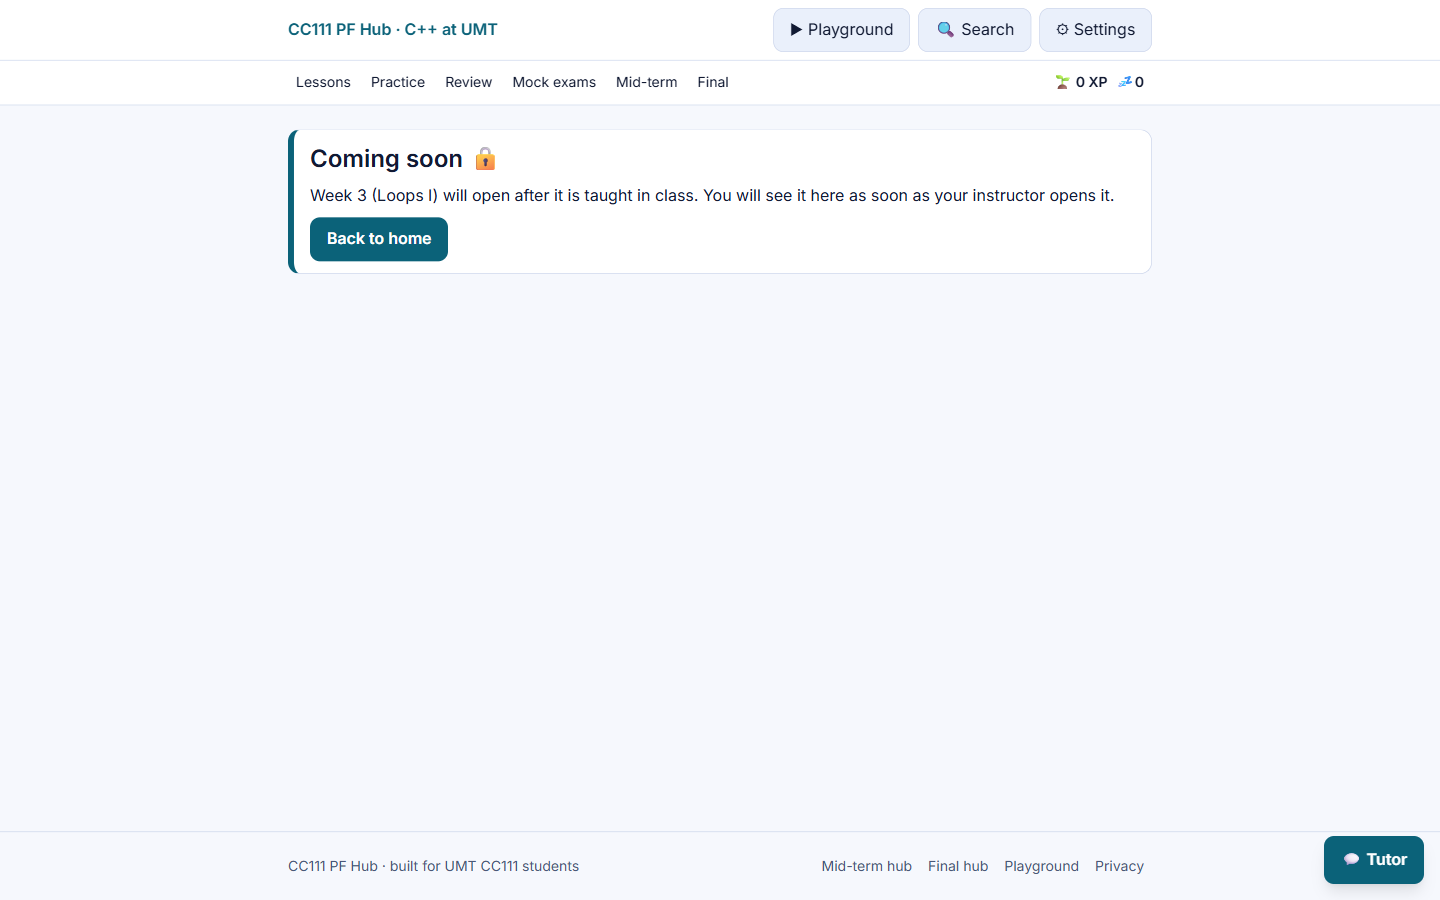 CC111 PF Hub · C++ at UMT
▶ Playground
🔍 Search
⚙ Settings
Lessons
Practice
Review
Mock exams
Mid-term
Final
🌱 0 XP
💤 0
Coming soon 🔒
Week 3 (Loops I) will open after it is taught in class. You will see it here as soon as your instructor opens it.
Back to home
CC111 PF Hub · built for UMT CC111 students
Mid-term hub
Final hub
Playground
Privacy
💬 Tutor